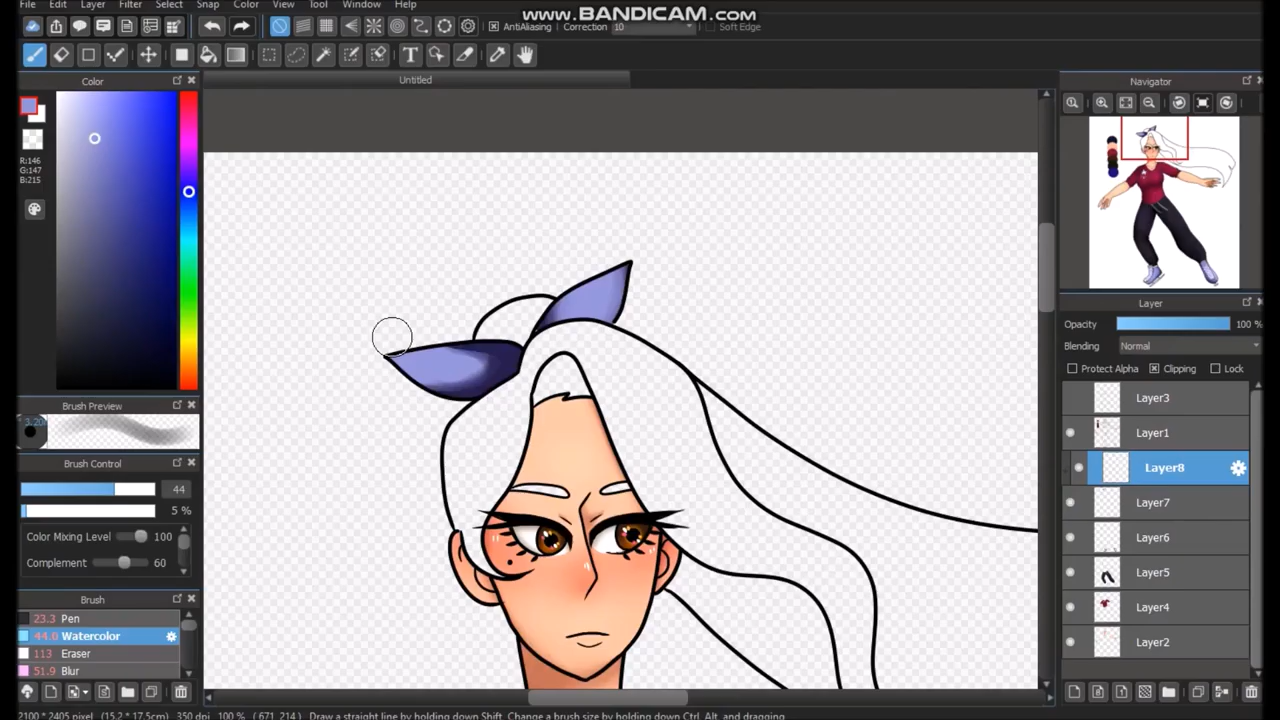 www.BANDICAM.com
File Edit Layer Filter Select Snap Color View Tool Window Help
AntiAliasing Correction 10 Soft Edge
Color
Untitled
Navigator
R:146
G:147
B:215
Layer
Opacity 100 %
Blending Normal
Protect Alpha Clipping Lock
Layer3
Brush Preview
Layer1
Brush Control
Layer8
44
5 %
Layer7
Color Mixing Level 100
Layer6
Complement 60
Layer5
Brush
Layer4
23.3 Pen
44.0 Watercolor
Layer2
113 Eraser
51.9 Blur
2100 * 2405 pixel (15.2 * 17.5cm) 350 dpi 100 % ( 671, 214 ) Draw a straight line by holding down Shift, Change a brush size by holding down Ctrl, Alt, and dragging